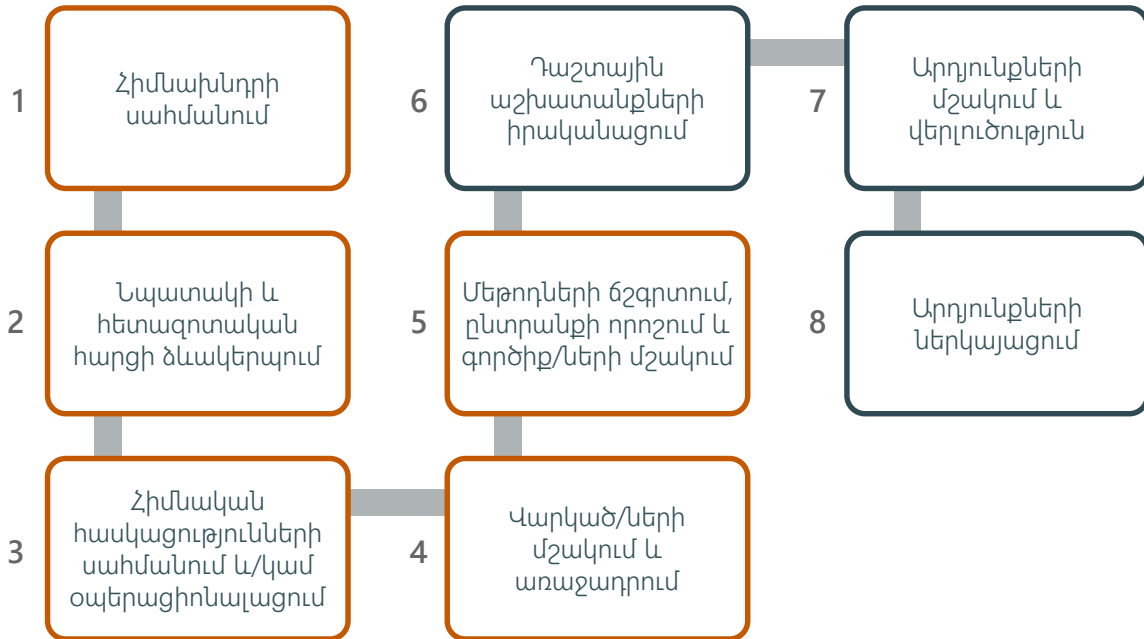 1
Հիմնախնդրի
սահմանում
2
Նպատակի և
հետազոտական
հարցի ձևակերպում
3
Հիմնական
հասկացությունների
սահմանում և/կամ
օպերացիոնալացում
4
Վարկած/ների
մշակում և
առաջադրում
5
Մեթոդների ճշգրտում,
ընտրանքի որոշում և
գործիք/ների մշակում
6
Դաշտային
աշխատանքների
իրականացում
7
Արդյունքների
մշակում և
վերլուծություն
8
Արդյունքների
ներկայացում